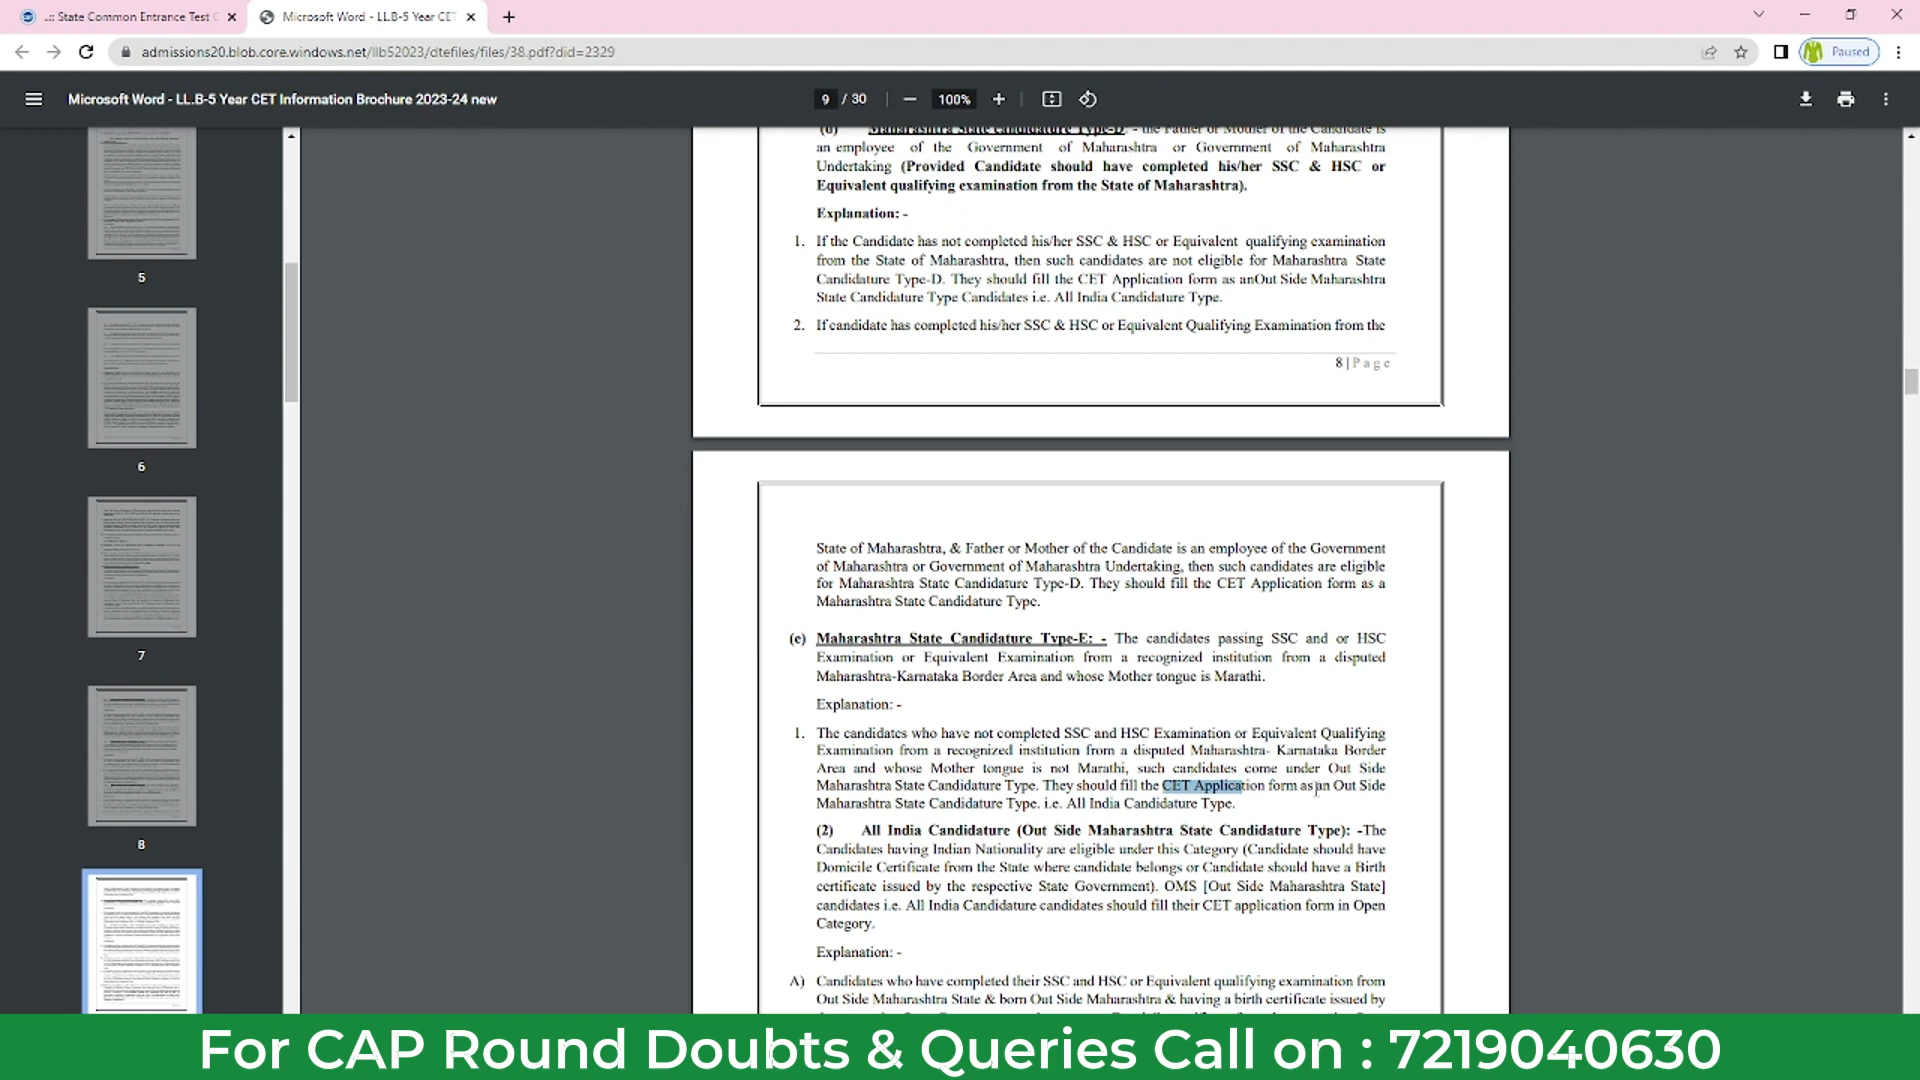 ..:: State Common Entrance Test C
Microsoft Word - LL.B-5 Year CET
admissions20.blob.core.windows.net/llb52023/dtefiles/files/38.pdf?did=2329
Paused
Microsoft Word - LL.B-5 Year CET Information Brochure 2023-24 new
9 / 30
100%
5
6
7
8
(d) Maharashtra State Candidature Type-D: - the Father or Mother of the Candidate is
an employee of the Government of Maharashtra or Government of Maharashtra
Undertaking (Provided Candidate should have completed his/her SSC & HSC or
Equivalent qualifying examination from the State of Maharashtra).
Explanation: -
1. If the Candidate has not completed his/her SSC & HSC or Equivalent qualifying examination
from the State of Maharashtra, then such candidates are not eligible for Maharashtra State
Candidature Type-D. They should fill the CET Application form as anOut Side Maharashtra
State Candidature Type Candidates i.e. All India Candidature Type.
2. If candidate has completed his/her SSC & HSC or Equivalent Qualifying Examination from the
8 | P a g e
State of Maharashtra, & Father or Mother of the Candidate is an employee of the Government
of Maharashtra or Government of Maharashtra Undertaking, then such candidates are eligible
for Maharashtra State Candidature Type-D. They should fill the CET Application form as a
Maharashtra State Candidature Type.
(e) Maharashtra State Candidature Type-E: - The candidates passing SSC and or HSC
Examination or Equivalent Examination from a recognized institution from a disputed
Maharashtra-Karnataka Border Area and whose Mother tongue is Marathi.
Explanation: -
1. The candidates who have not completed SSC and HSC Examination or Equivalent Qualifying
Examination from a recognized institution from a disputed Maharashtra- Karnataka Border
Area and whose Mother tongue is not Marathi, such candidates come under Out Side
Maharashtra State Candidature Type. They should fill the CET Application form as an Out Side
Maharashtra State Candidature Type. i.e. All India Candidature Type.
(2) All India Candidature (Out Side Maharashtra State Candidature Type): -The
Candidates having Indian Nationality are eligible under this Category (Candidate should have
Domicile Certificate from the State where candidate belongs or Candidate should have a Birth
certificate issued by the respective State Government). OMS [Out Side Maharashtra State]
candidates i.e. All India Candidature candidates should fill their CET application form in Open
Category.
Explanation: -
A) Candidates who have completed their SSC and HSC or Equivalent qualifying examination from
Out Side Maharashtra State & born Out Side Maharashtra & having a birth certificate issued by
For CAP Round Doubts & Queries Call on : 7219040630